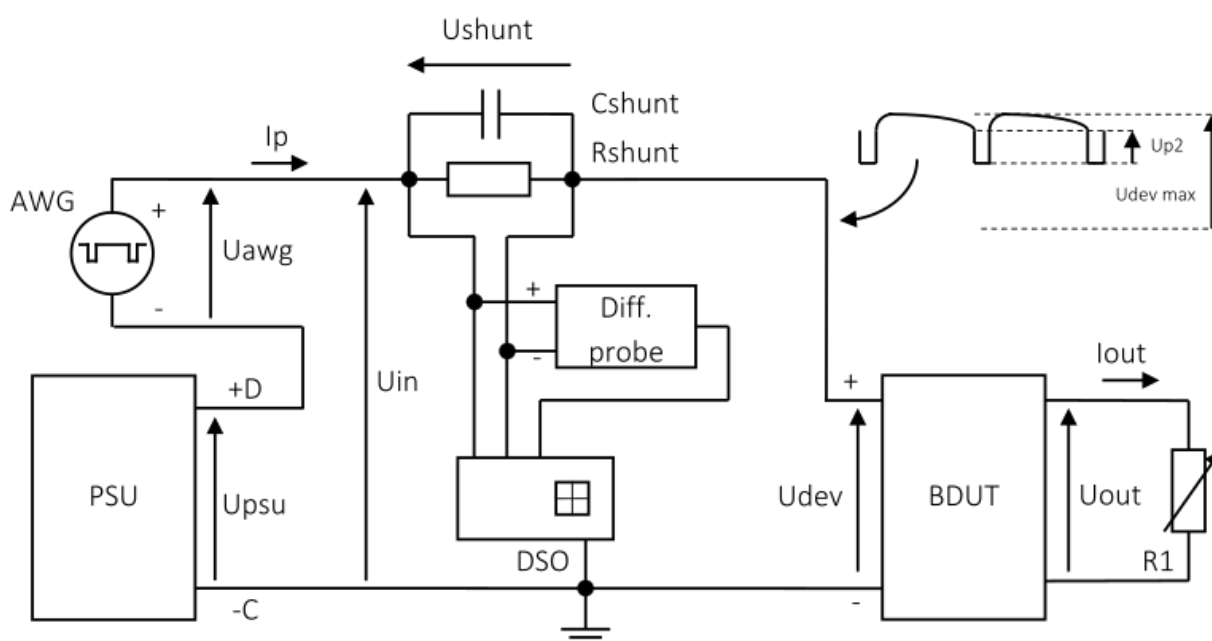 Ushunt
Cshunt
Ip
Rshunt
Up2
AWG
+
Udev max
Uawg
-
+
Diff.
probe
-
Iout
+D
Uin
+
PSU
Upsu
Udev
BDUT
Uout
DSO
R1
-C
-